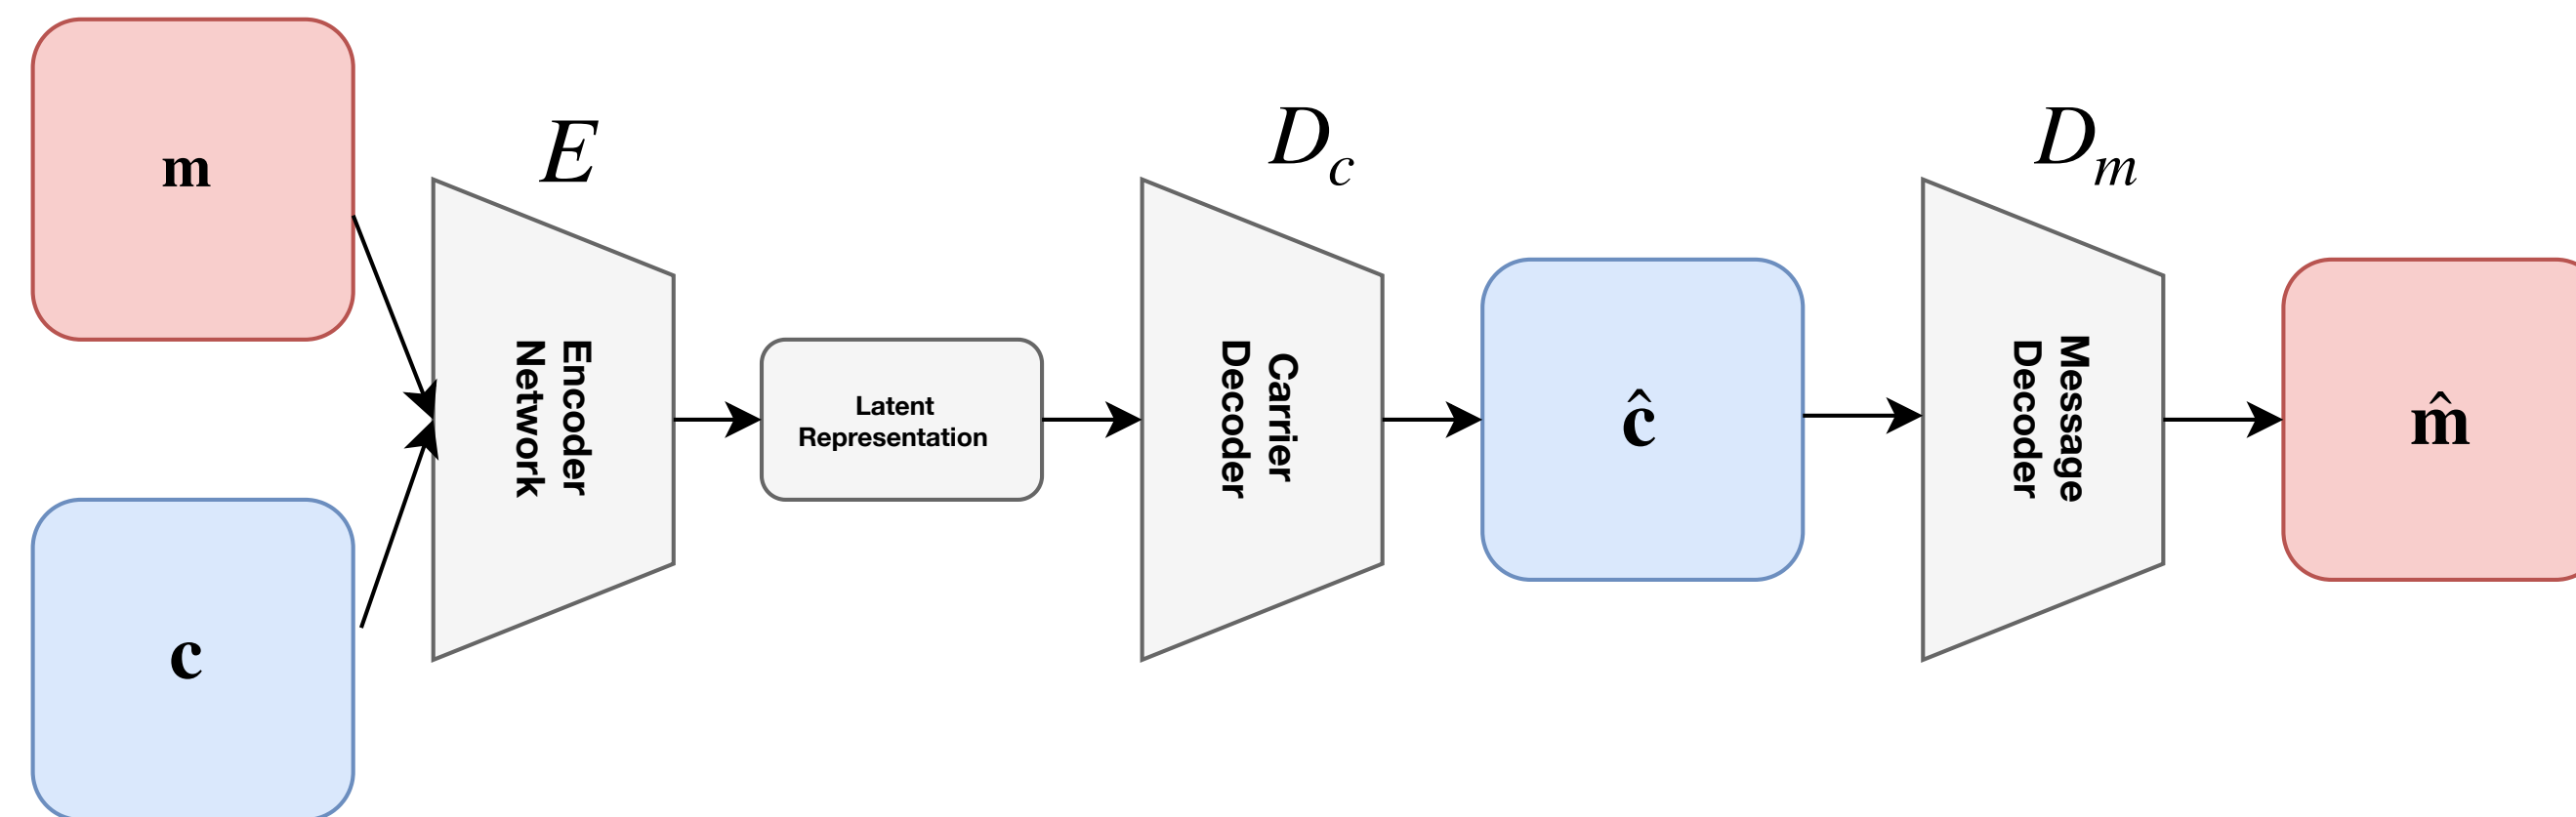 m
c
E
Encoder
Network
Latent
Representation
D_c
Carrier
Decoder
ĉ
D_m
Message
Decoder
m̂